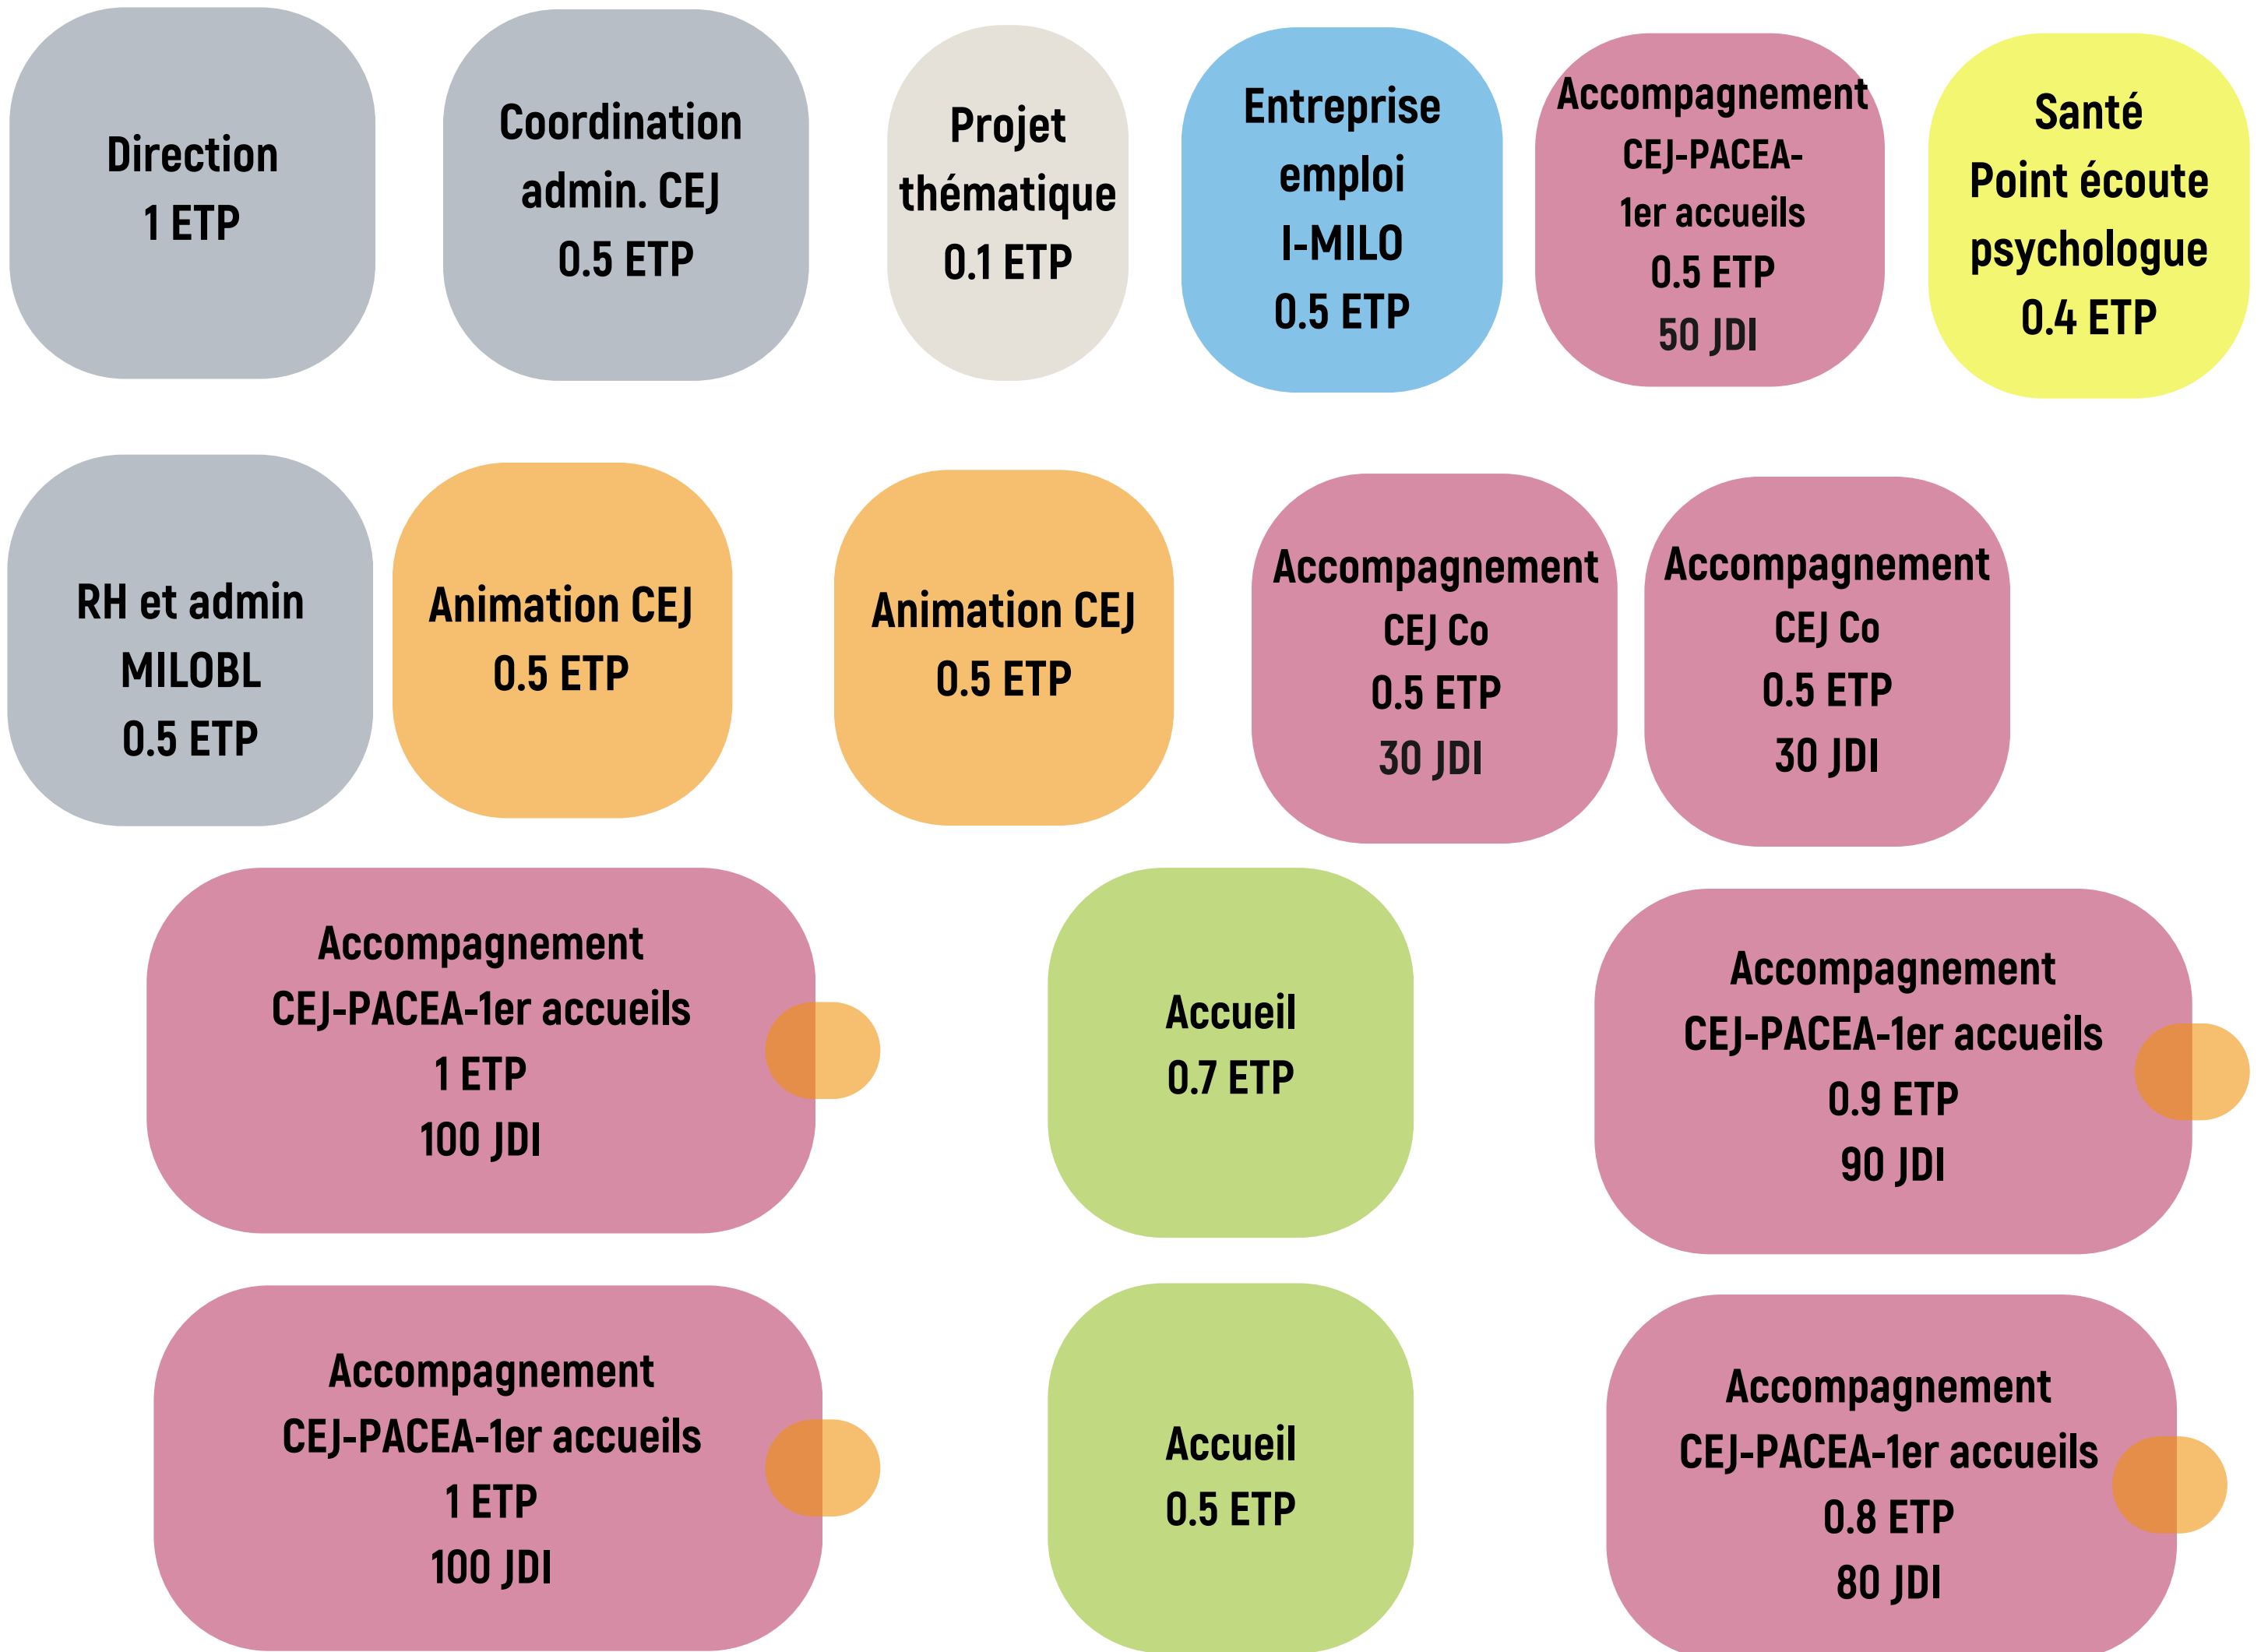 Direction
1 ETP
Coordination
admin. CEJ
0.5 ETP
Projet
thématique
0.1 ETP
Entreprise
emploi
I-MILO
0.5 ETP
Accompagnement
CEJ-PACEA-
1er accueils
0.5 ETP
50 JDI
Santé
Point écoute
psychologue
0.4 ETP
RH et admin
MILOBL
0.5 ETP
Animation CEJ
0.5 ETP
Animation CEJ
0.5 ETP
Accompagnement
CEJ Co
0.5 ETP
30 JDI
Accompagnement
CEJ Co
0.5 ETP
30 JDI
Accompagnement
CEJ-PACEA-1er accueils
1 ETP
100 JDI
Accueil
0.7 ETP
Accompagnement
CEJ-PACEA-1er accueils
0.9 ETP
90 JDI
Accompagnement
CEJ-PACEA-1er accueils
1 ETP
100 JDI
Accueil
0.5 ETP
Accompagnement
CEJ-PACEA-1er accueils
0.8 ETP
80 JDI